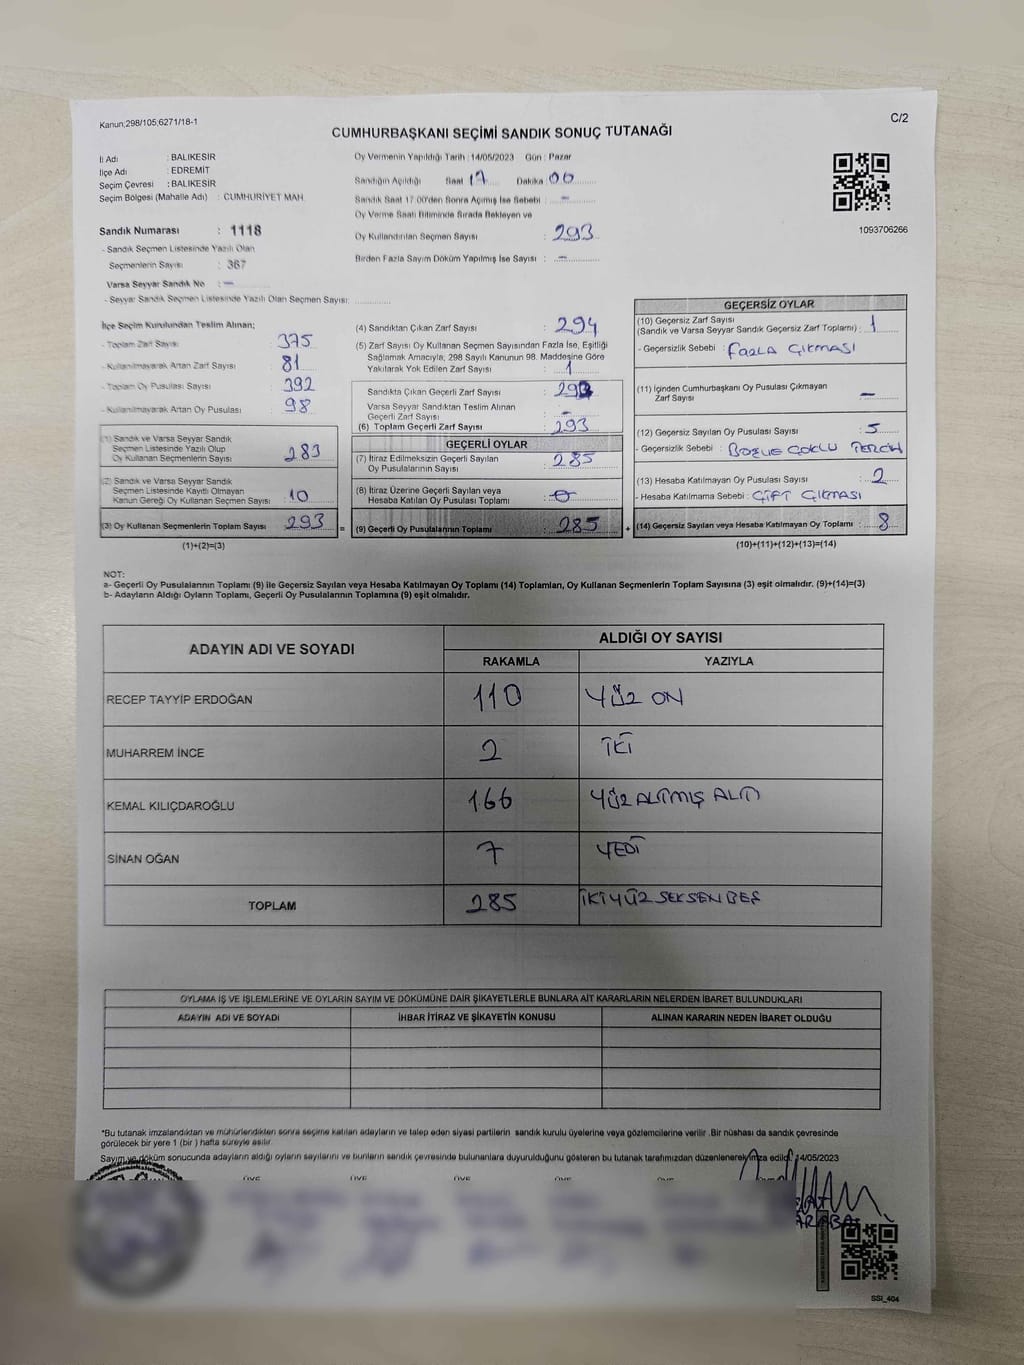 Kanun;298/105;6271/18-1
C/2
CUMHURBAŞKANI SEÇİMİ SANDIK SONUÇ TUTANAĞI
İl Adı : BALIKESİR
İlçe Adı : EDREMİT
Seçim Çevresi : BALIKESİR
Seçim Bölgesi (Mahalle Adı) : CUMHURİYET MAH.
Sandık Numarası : 1118
- Sandık Seçmen Listesinde Yazılı Olan
Seçmenlerin Sayısı : 367
Varsa Seyyar Sandık No : -
- Seyyar Sandık Seçmen Listesinde Yazılı Olan Seçmen Sayısı:
Oy Vermenin Yapıldığı Tarih : 14/05/2023 Gün : Pazar
Sandığın Açıldığı Saat 17 Dakika : 00
Sandık Saat 17:00'den Sonra Açımış İse Sebebi : -
Oy Verme Saati Bitiminde Sırada Bekleyen ve
Oy Kullandırılan Seçmen Sayısı : 293
Birden Fazla Sayım Döküm Yapılmış İse Sayısı : -
1093706266
İlçe Seçim Kurulundan Teslim Alınan;
- Toplam Zarf Sayısı : 375
- Kullanılmayarak Artan Zarf Sayısı : 81
- Toplam Oy Pusulası Sayısı : 392
- Kullanılmayarak Artan Oy Pusulası : 98
(1) Sandık ve Varsa Seyyar Sandık
Seçmen Listesinde Yazılı Olup
Oy Kullanan Seçmenlerin Sayısı : 283
(2) Sandık ve Varsa Seyyar Sandık
Seçmen Listesinde Kayıtlı Olmayan
Kanun Gereği Oy Kullanan Seçmen Sayısı : 10
(3) Oy Kullanan Seçmenlerin Toplam Sayısı : 293 =
(1)+(2)=(3)
(4) Sandıktan Çıkan Zarf Sayısı : 294
(5) Zarf Sayısı Oy Kullanan Seçmen Sayısından Fazla İse, Eşitliği
Sağlamak Amacıyla, 298 Sayılı Kanunun 98. Maddesine Göre
Yakılarak Yok Edilen Zarf Sayısı : 1
Sandıkta Çıkan Geçerli Zarf Sayısı : 293
Varsa Seyyar Sandıktan Teslim Alınan
Geçerli Zarf Sayısı : -
(6) Toplam Geçerli Zarf Sayısı : 293
GEÇERLİ OYLAR
(7) İtiraz Edilmeksizin Geçerli Sayılan
Oy Pusulalarının Sayısı : 285
(8) İtiraz Üzerine Geçerli Sayılan veya
Hesaba Katılan Oy Pusulaları Toplamı : 0
(9) Geçerli Oy Pusulalarının Toplamı : 285 +
GEÇERSİZ OYLAR
(10) Geçersiz Zarf Sayısı
(Sandık ve Varsa Seyyar Sandık Geçersiz Zarf Toplamı) : 1
- Geçersizlik Sebebi : FAZLA ÇIKMASI
(11) İçinden Cumhurbaşkanı Oy Pusulası Çıkmayan
Zarf Sayısı : -
(12) Geçersiz Sayılan Oy Pusulası Sayısı : 5
- Geçersizlik Sebebi : ÇOKLU TERCİH
(13) Hesaba Katılmayan Oy Pusulası Sayısı : 2
- Hesaba Katılmama Sebebi : ÇİFT ÇIKMASI
(14) Geçersiz Sayılan veya Hesaba Katılmayan Oy Toplamı : 8
(10)+(11)+(12)+(13)=(14)
NOT:
a- Geçerli Oy Pusulalarının Toplamı (9) ile Geçersiz Sayılan veya Hesaba Katılmayan Oy Toplamı (14) Toplamları, Oy Kullanan Seçmenlerin Toplam Sayısına (3) eşit olmalıdır. (9)+(14)=(3)
b- Adayların Aldığı Oyların Toplamı, Geçerli Oy Pusulalarının Toplamına (9) eşit olmalıdır.
ADAYIN ADI VE SOYADI
ALDIĞI OY SAYISI
RAKAMLA YAZIYLA
RECEP TAYYİP ERDOĞAN 110 YÜZ ON
MUHARREM İNCE 2 İKİ
KEMAL KILIÇDAROĞLU 166 YÜZ ALTMIŞ ALTI
SİNAN OĞAN 7 YEDİ
TOPLAM 285 İKİYÜZ SEKSEN BEŞ
OYLAMA İŞ VE İŞLEMLERİNE VE OYLARIN SAYIM VE DÖKÜMÜNE DAİR ŞİKAYETLERLE BUNLARA AİT KARARLARIN NELERDEN İBARET BULUNDUKLARI
ADAYIN ADI VE SOYADI İHBAR İTİRAZ VE ŞİKAYETİN KONUSU ALINAN KARARIN NEDEN İBARET OLDUĞU
*Bu tutanak imzalandıktan ve mühürlendikten sonra seçime katılan adayların ve talep eden siyasi partilerin sandık kurulu üyelerine veya gözlemcilerine verilir .Bir nüshası da sandık çevresinde
görülecek bir yere 1 (bir ) hafta süreyle asılır.
Sayım ve döküm sonucunda adayların aldığı oyların sayılarını ve bunların sandık çevresinde bulunanlara duyurulduğunu gösteren bu tutanak tarafımızdan düzenlenerek imza edildi. 14/05/2023
ÜYE ÜYE ÜYE ÜYE ÜYE
SSI_404